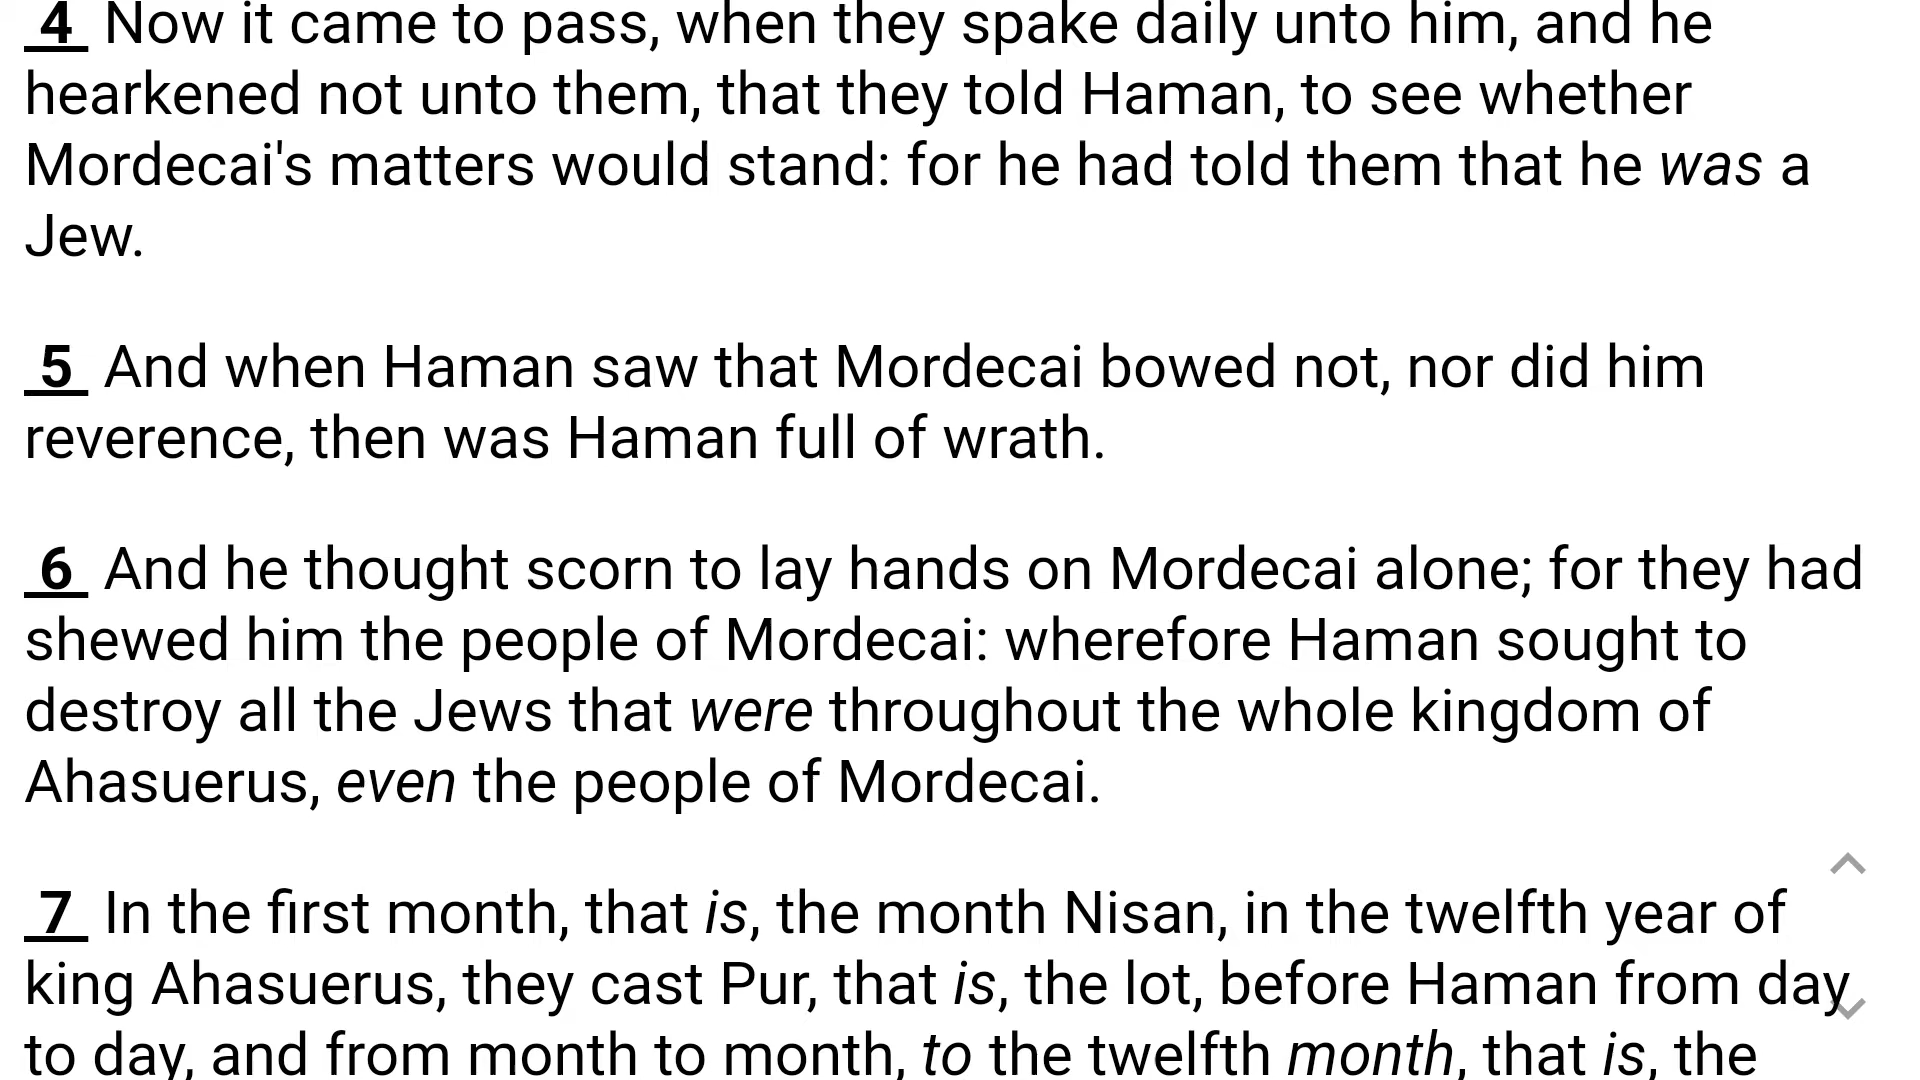 4 Now it came to pass, when they spake daily unto him, and he
hearkened not unto them, that they told Haman, to see whether
Mordecai's matters would stand: for he had told them that he was a
Jew.
5 And when Haman saw that Mordecai bowed not, nor did him
reverence, then was Haman full of wrath.
6 And he thought scorn to lay hands on Mordecai alone; for they had
shewed him the people of Mordecai: wherefore Haman sought to
destroy all the Jews that were throughout the whole kingdom of
Ahasuerus, even the people of Mordecai.
7 In the first month, that is, the month Nisan, in the twelfth year of
king Ahasuerus, they cast Pur, that is, the lot, before Haman from day
to day, and from month to month, to the twelfth month, that is, the